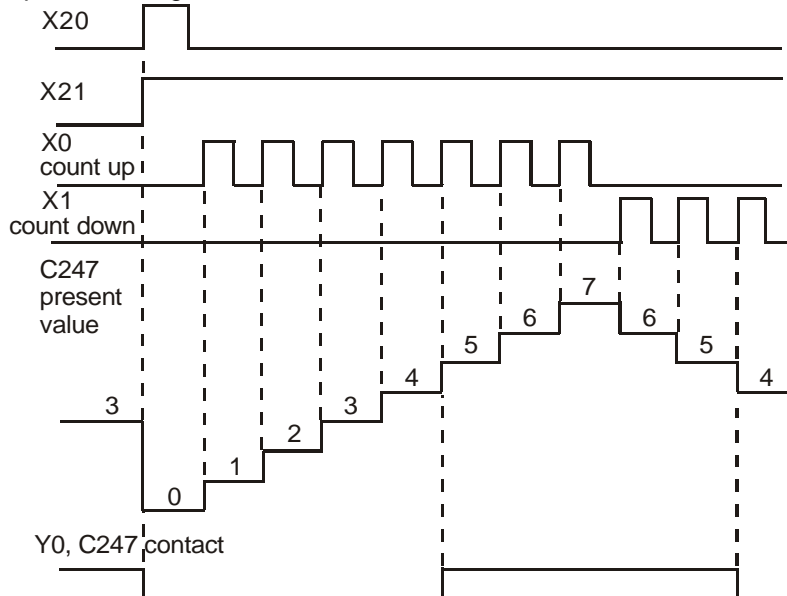 X20
X21
X0
count up
X1
count down
C247
present
value
7
6
6
5
5
4
4
3
3
2
1
0
Y0, C247 contact